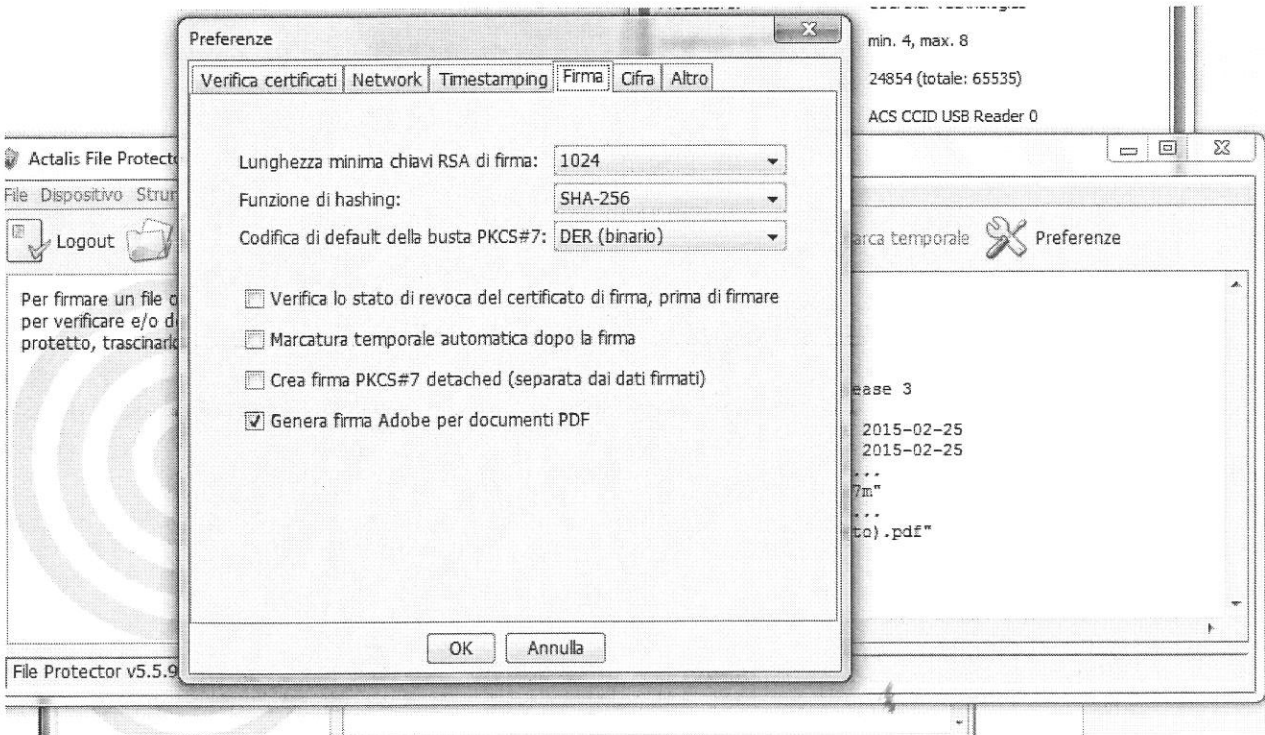 Preferenze
min. 4, max. 8
Verifica certificati Network Timestamping Firma Cifra Altro
24854 (totale: 65535)
ACS CCID USB Reader 0
Actalis File Protecto
Lunghezza minima chiavi RSA di firma: 1024
File Dispositivo Strum
Funzione di hashing: SHA-256
Logout
Codifica di default della busta PKCS#7: DER (binario)
arca temporale Preferenze
Per firmare un file o
per verificare e/o de
protetto, trascinarlo
Verifica lo stato di revoca del certificato di firma, prima di firmare
Marcatura temporale automatica dopo la firma
Crea firma PKCS#7 detached (separata dai dati firmati)
Genera firma Adobe per documenti PDF
ease 3
2015-02-25
2015-02-25
...
7m"
...
to).pdf"
OK Annulla
File Protector v5.5.9